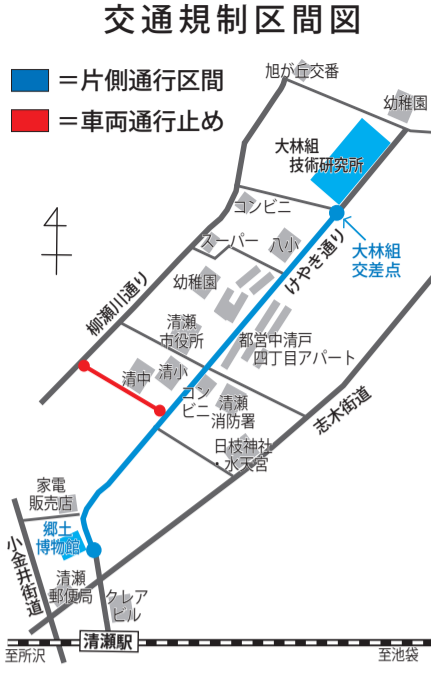 交通規制区間図
＝片側通行区間
＝車両通行止め
旭が丘交番
幼稚園
大林組
技術研究所
コンビニ
スーパー
八小
けやき通り
大林組
交差点
幼稚園
柳瀬川通り
清瀬
市役所
都営中清戸
四丁目アパート
清中
清小
コン
ビニ
清瀬
消防署
志木街道
日枝神社
・水天宮
家電
販売店
郷土
博物館
小金井街道
清瀬
郵便局
クレア
ビル
清瀬駅
至所沢
至池袋